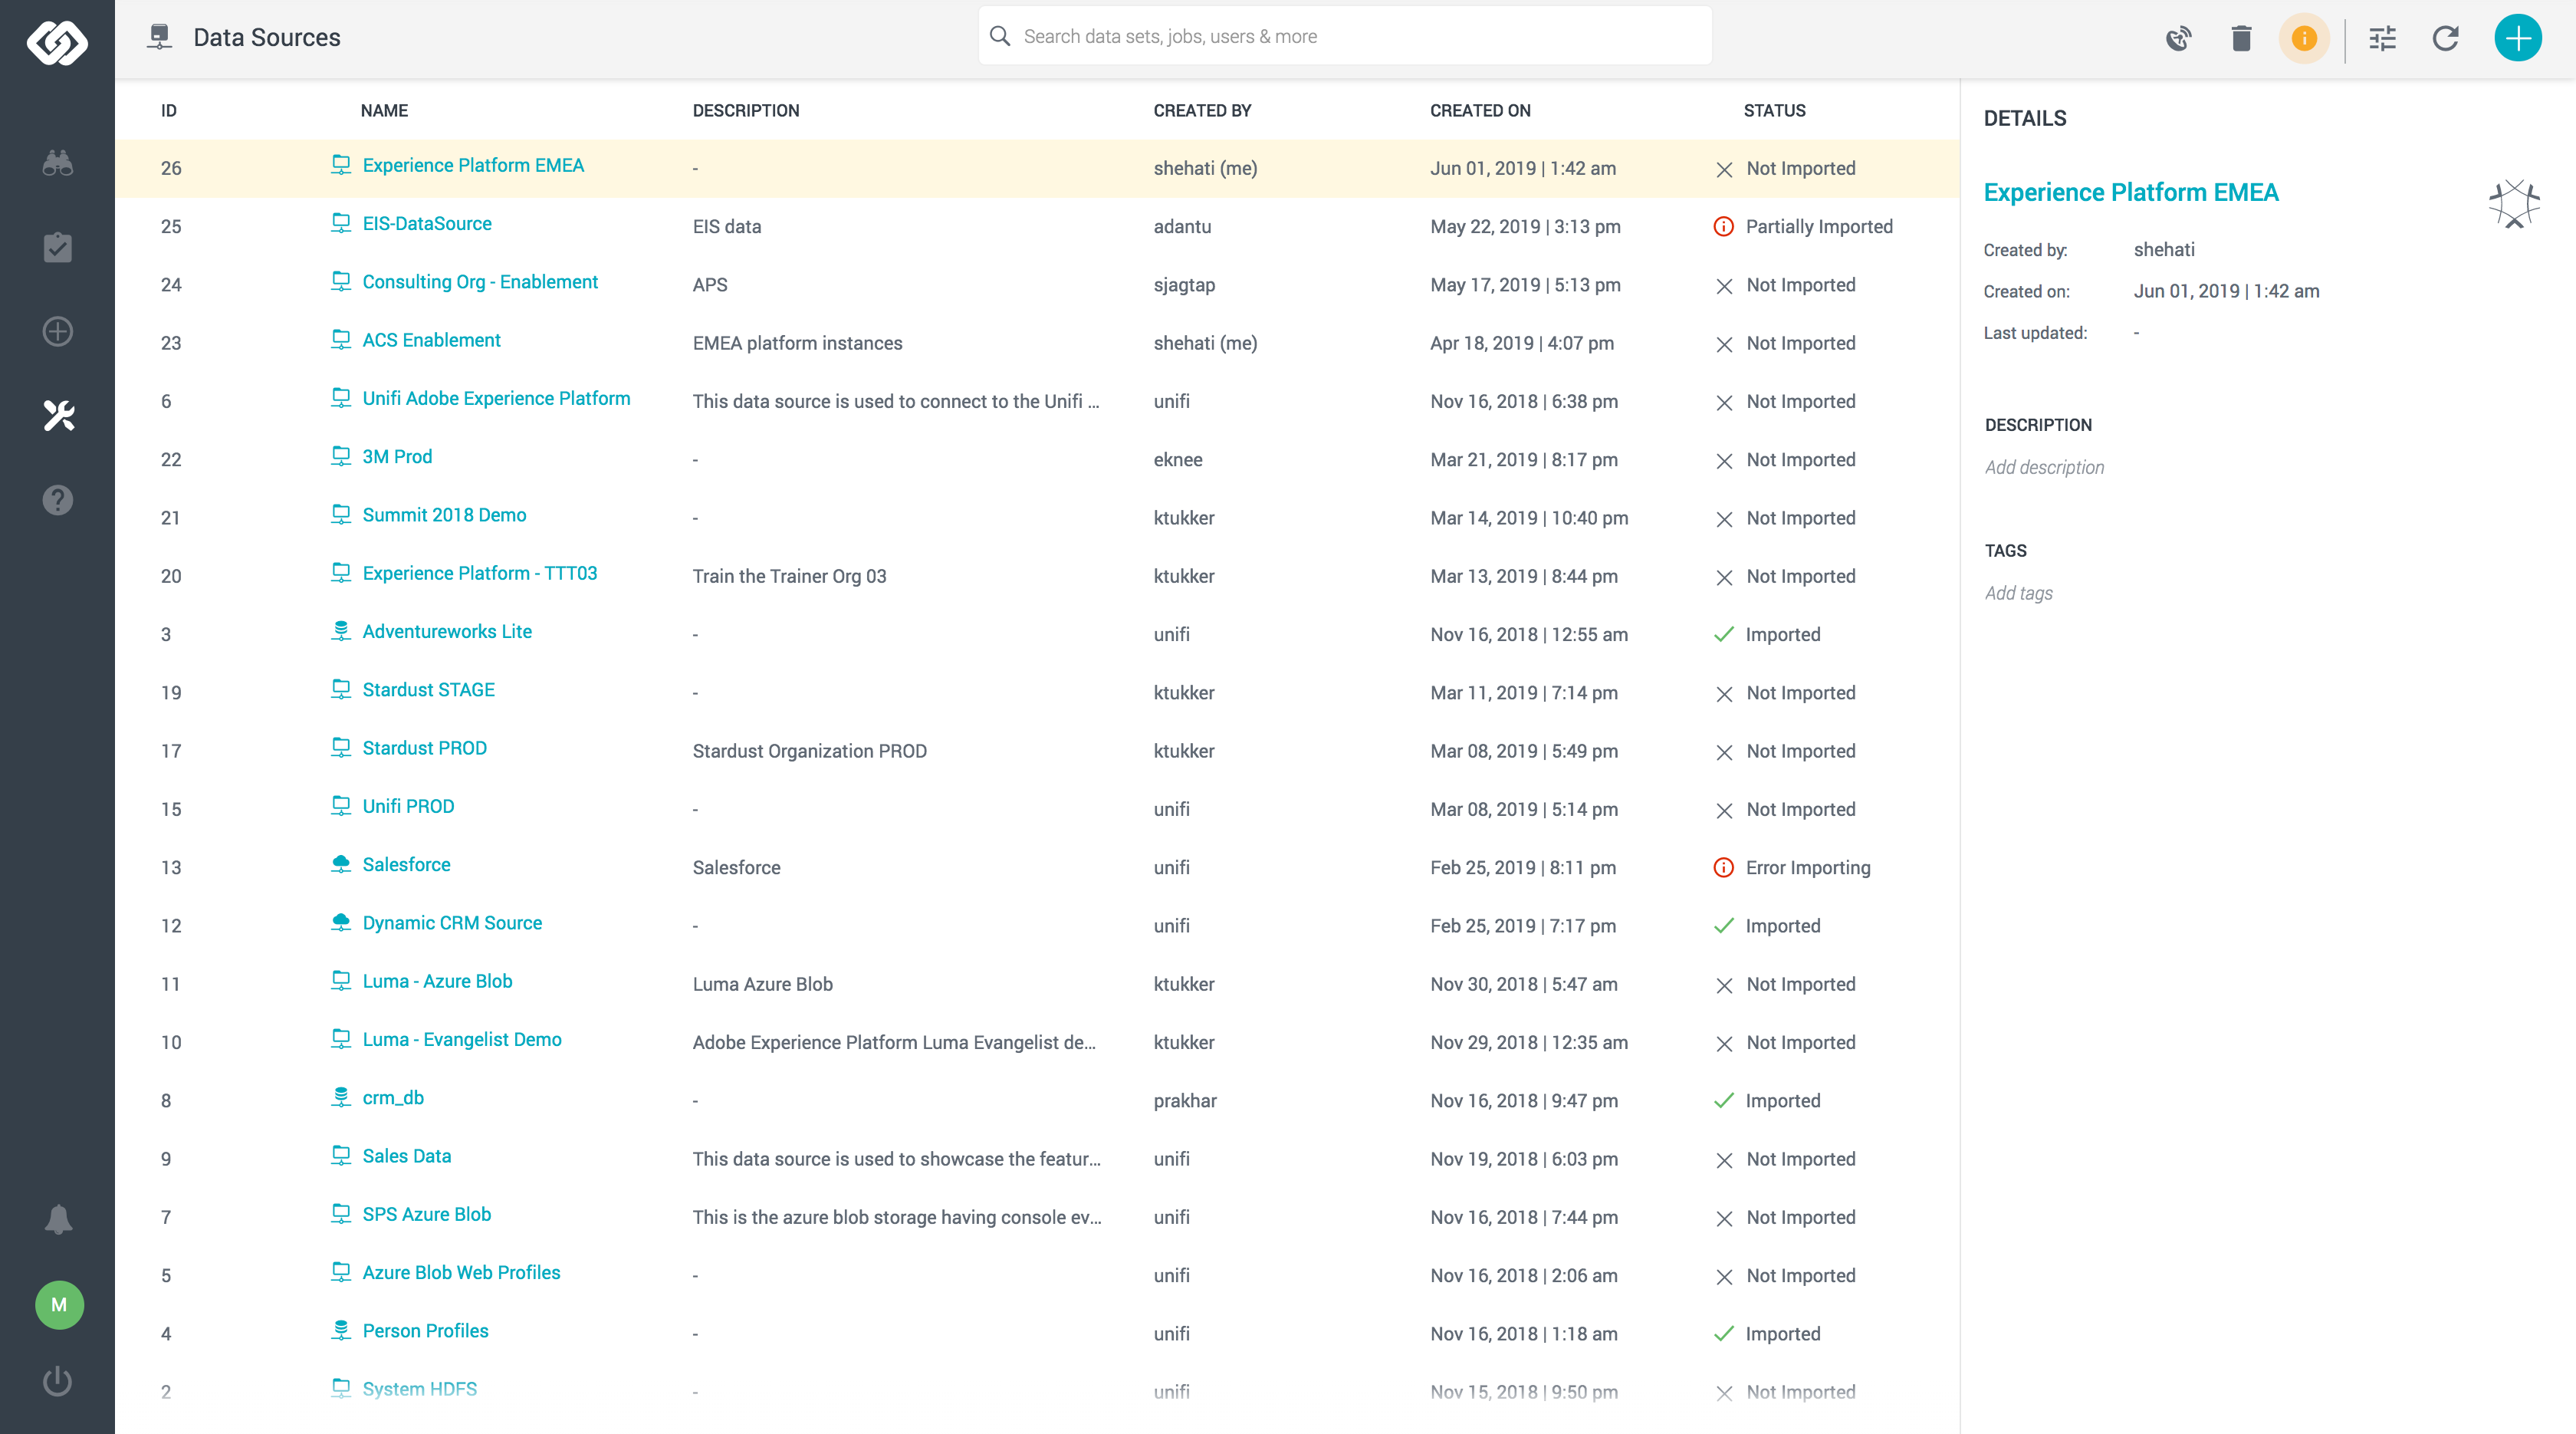 Data Sources
Search data sets, jobs, users & more
ID NAME DESCRIPTION CREATED BY CREATED ON STATUS
26 Experience Platform EMEA - shehati (me) Jun 01, 2019 | 1:42 am Not Imported
25 EIS-DataSource EIS data adantu May 22, 2019 | 3:13 pm Partially Imported
24 Consulting Org - Enablement APS sjagtap May 17, 2019 | 5:13 pm Not Imported
23 ACS Enablement EMEA platform instances shehati (me) Apr 18, 2019 | 4:07 pm Not Imported
6 Unifi Adobe Experience Platform This data source is used to connect to the Unifi ... unifi Nov 16, 2018 | 6:38 pm Not Imported
22 3M Prod - eknee Mar 21, 2019 | 8:17 pm Not Imported
21 Summit 2018 Demo - ktukker Mar 14, 2019 | 10:40 pm Not Imported
20 Experience Platform - TTT03 Train the Trainer Org 03 ktukker Mar 13, 2019 | 8:44 pm Not Imported
3 Adventureworks Lite - unifi Nov 16, 2018 | 12:55 am Imported
19 Stardust STAGE - ktukker Mar 11, 2019 | 7:14 pm Not Imported
17 Stardust PROD Stardust Organization PROD ktukker Mar 08, 2019 | 5:49 pm Not Imported
15 Unifi PROD - unifi Mar 08, 2019 | 5:14 pm Not Imported
13 Salesforce Salesforce unifi Feb 25, 2019 | 8:11 pm Error Importing
12 Dynamic CRM Source - unifi Feb 25, 2019 | 7:17 pm Imported
11 Luma - Azure Blob Luma Azure Blob ktukker Nov 30, 2018 | 5:47 am Not Imported
10 Luma - Evangelist Demo Adobe Experience Platform Luma Evangelist de... ktukker Nov 29, 2018 | 12:35 am Not Imported
8 crm_db - prakhar Nov 16, 2018 | 9:47 pm Imported
9 Sales Data This data source is used to showcase the featur... unifi Nov 19, 2018 | 6:03 pm Not Imported
7 SPS Azure Blob This is the azure blob storage having console ev... unifi Nov 16, 2018 | 7:44 pm Not Imported
5 Azure Blob Web Profiles - unifi Nov 16, 2018 | 2:06 am Not Imported
4 Person Profiles - unifi Nov 16, 2018 | 1:18 am Imported
2 System HDFS - unifi Nov 15, 2018 | 9:50 pm Not Imported
M
DETAILS
Experience Platform EMEA
Created by: shehati
Created on: Jun 01, 2019 | 1:42 am
Last updated: -
DESCRIPTION
Add description
TAGS
Add tags